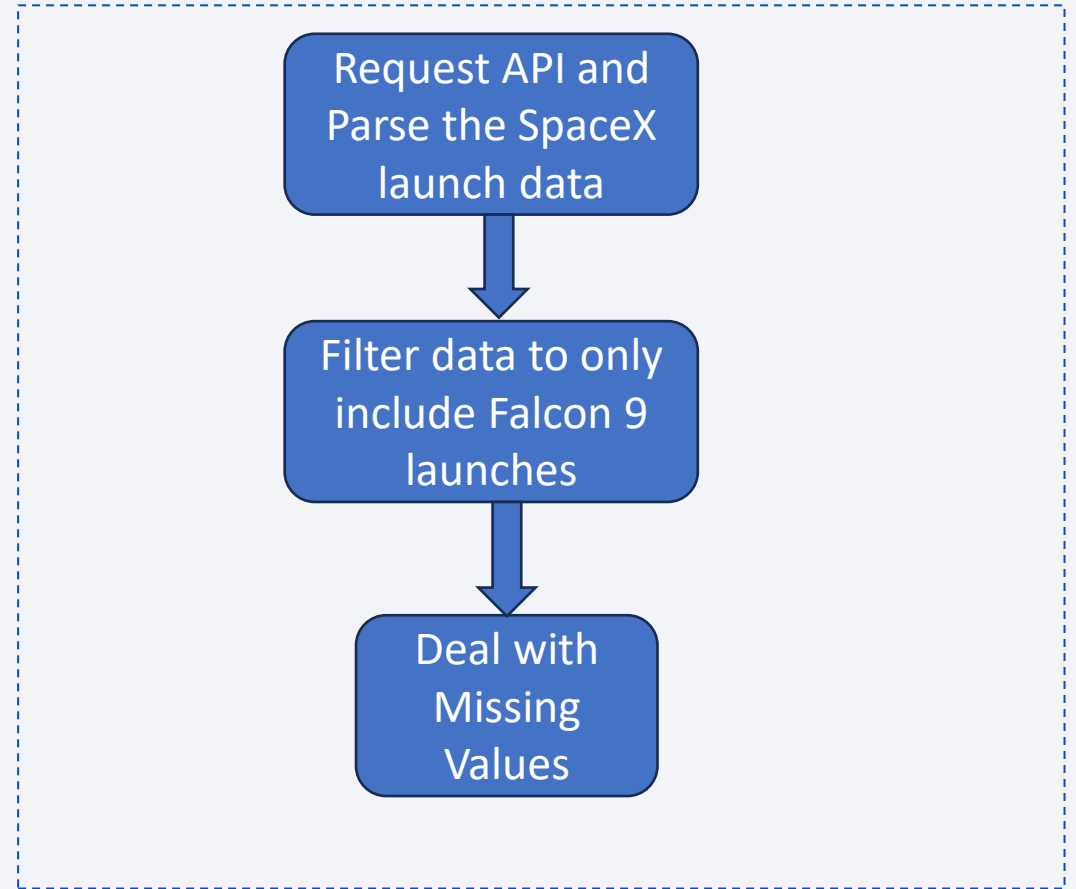 Request API and
Parse the SpaceX
launch data
Filter data to only
include Falcon 9
launches
Deal with
Missing
Values